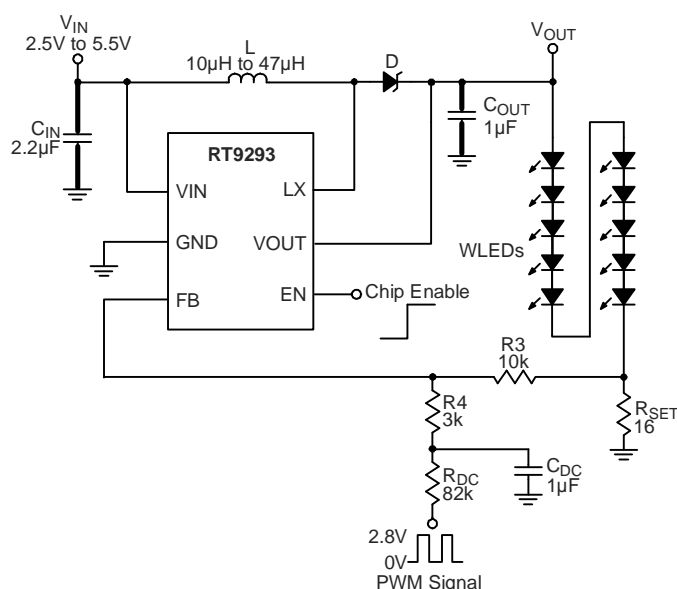 VIN
2.5V to 5.5V
L
10µH to 47µH
D
VOUT
CIN
2.2µF
COUT
1µF
RT9293
VIN
LX
GND
VOUT
WLEDs
FB
EN
Chip Enable
R3
10k
R4
3k
RSET
16
RDC
82k
CDC
1µF
2.8V
0V
PWM Signal